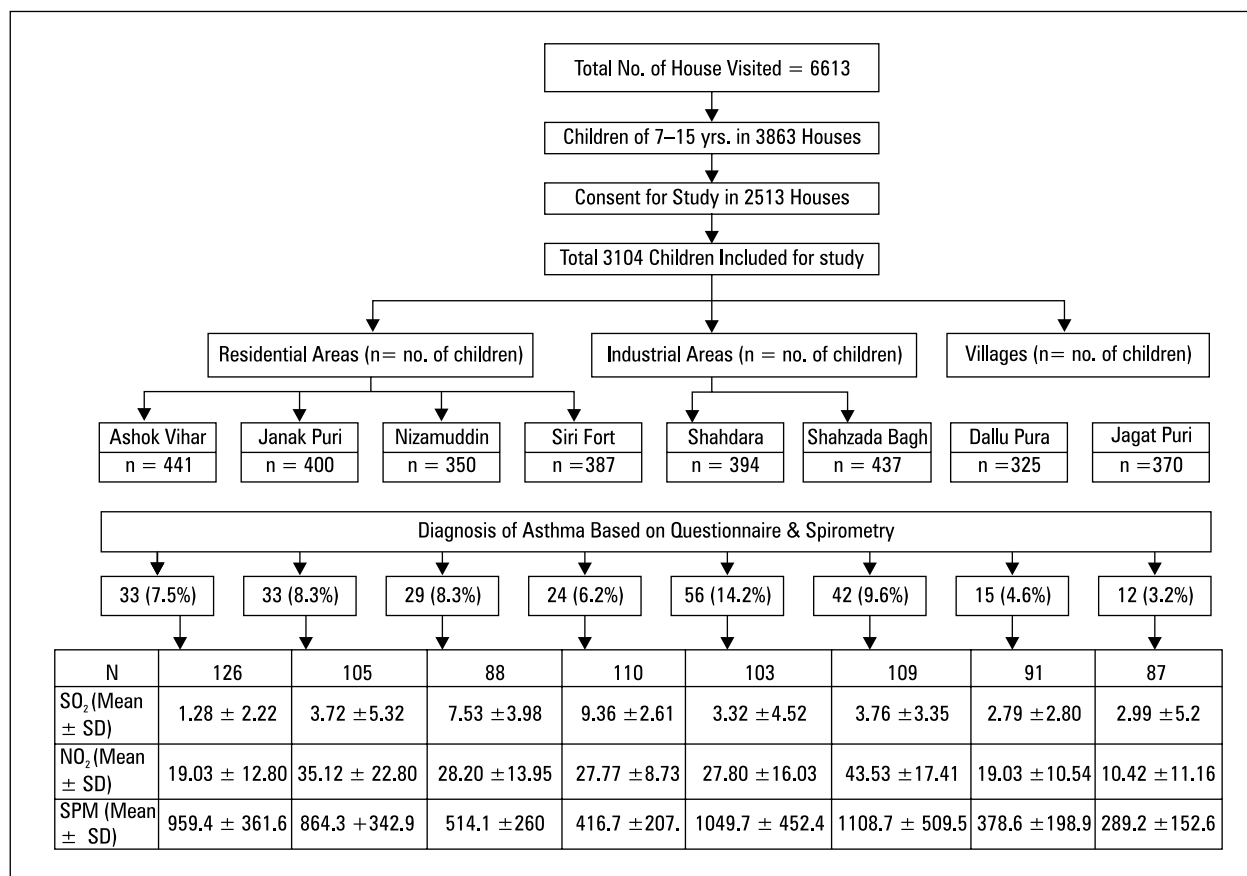 Total No. of House Visited = 6613
Children of 7–15 yrs. in 3863 Houses
Consent for Study in 2513 Houses
Total 3104 Children Included for study
Residential Areas (n= no. of children)
Industrial Areas (n = no. of children)
Villages (n= no. of children)
Ashok Vihar
n = 441
Janak Puri
n = 400
Nizamuddin
n = 350
Siri Fort
n =387
Shahdara
n = 394
Shahzada Bagh
n = 437
Dallu Pura
n =325
Jagat Puri
n =370
Diagnosis of Asthma Based on Questionnaire & Spirometry
33 (7.5%) 33 (8.3%) 29 (8.3%) 24 (6.2%) 56 (14.2%) 42 (9.6%) 15 (4.6%) 12 (3.2%)
N 126 105 88 110 103 109 91 87
SO₂ (Mean
± SD) 1.28 ± 2.22 3.72 ±5.32 7.53 ±3.98 9.36 ±2.61 3.32 ±4.52 3.76 ±3.35 2.79 ±2.80 2.99 ±5.2
NO₂ (Mean
± SD) 19.03 ± 12.80 35.12 ± 22.80 28.20 ±13.95 27.77 ±8.73 27.80 ±16.03 43.53 ±17.41 19.03 ±10.54 10.42 ±11.16
SPM (Mean
± SD) 959.4 ± 361.6 864.3 +342.9 514.1 ±260 416.7 ±207. 1049.7 ± 452.4 1108.7 ± 509.5 378.6 ±198.9 289.2 ±152.6